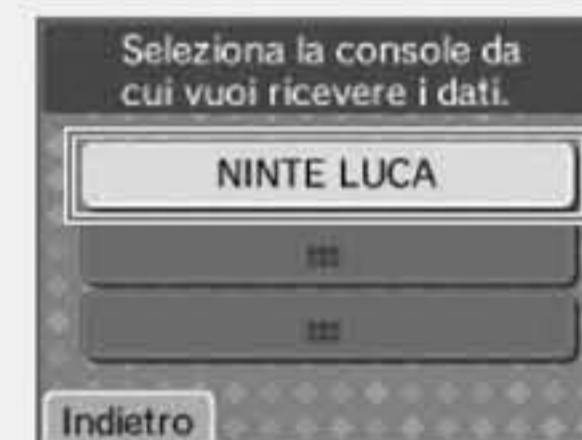 Seleziona la console da
cui vuoi ricevere i dati.
NINTE LUCA
Indietro